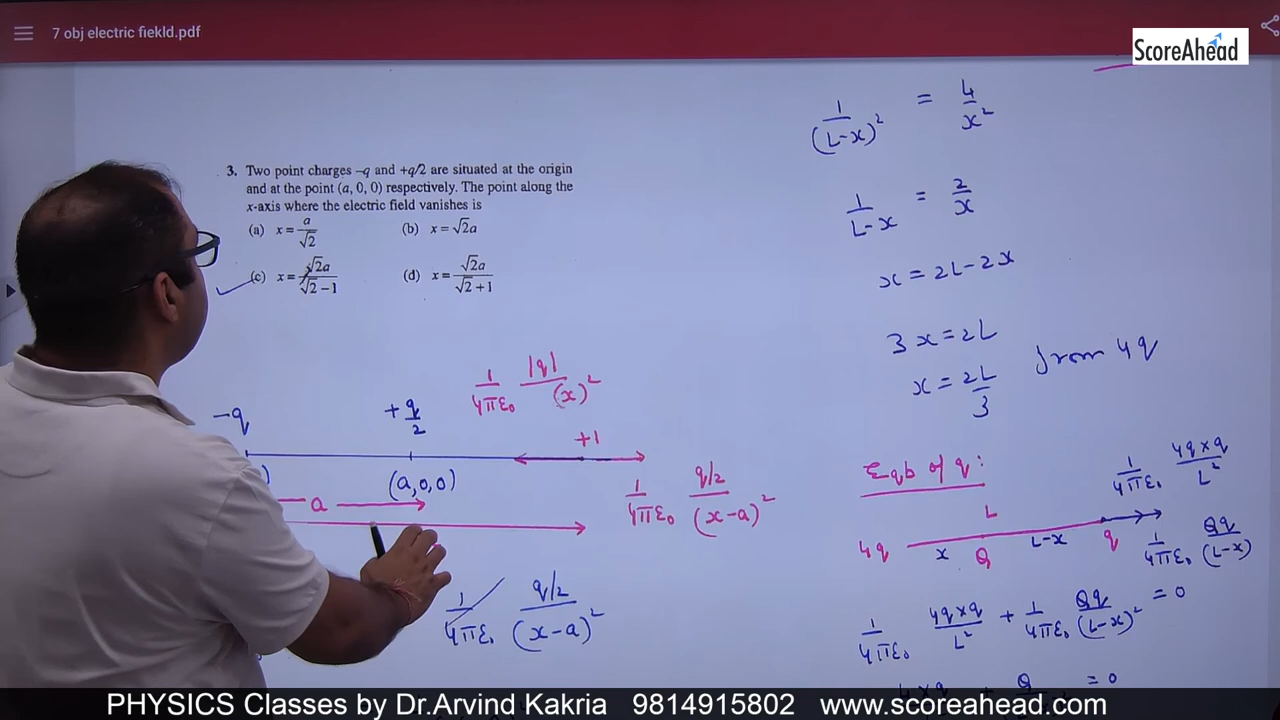 7 obj electric fiekld.pdf
ScoreAhead
3. Two point charges –q and +q/2 are situated at the origin
and at the point (a, 0, 0) respectively. The point along the
x-axis where the electric field vanishes is
(a) x = a/√2 (b) x = √2a
(c) x = √2a/√2–1 (d) x = √2a/√2+1
1/(L-x)² = 4/x²
1/L-x = 2/x
x = 2L-2x
3x = 2L
x = 2L/3 from 4q
1/4πε₀ |q|/(x)²
-q +q/2 +1
(a,0,0)
a
1/4πε₀ q/2/(x-a)²
1/4πε₀ q/2/(x-a)²
Eqb of q:
1/4πε₀ 4q×q/L²
L
4q x Q L-x q
1/4πε₀ Qq/(L-x)
1/4πε₀ 4q×q/L² + 1/4πε₀ Qq/(L-x)² = 0
Q = 0
PHYSICS Classes by Dr.Arvind Kakria 9814915802 www.scoreahead.com